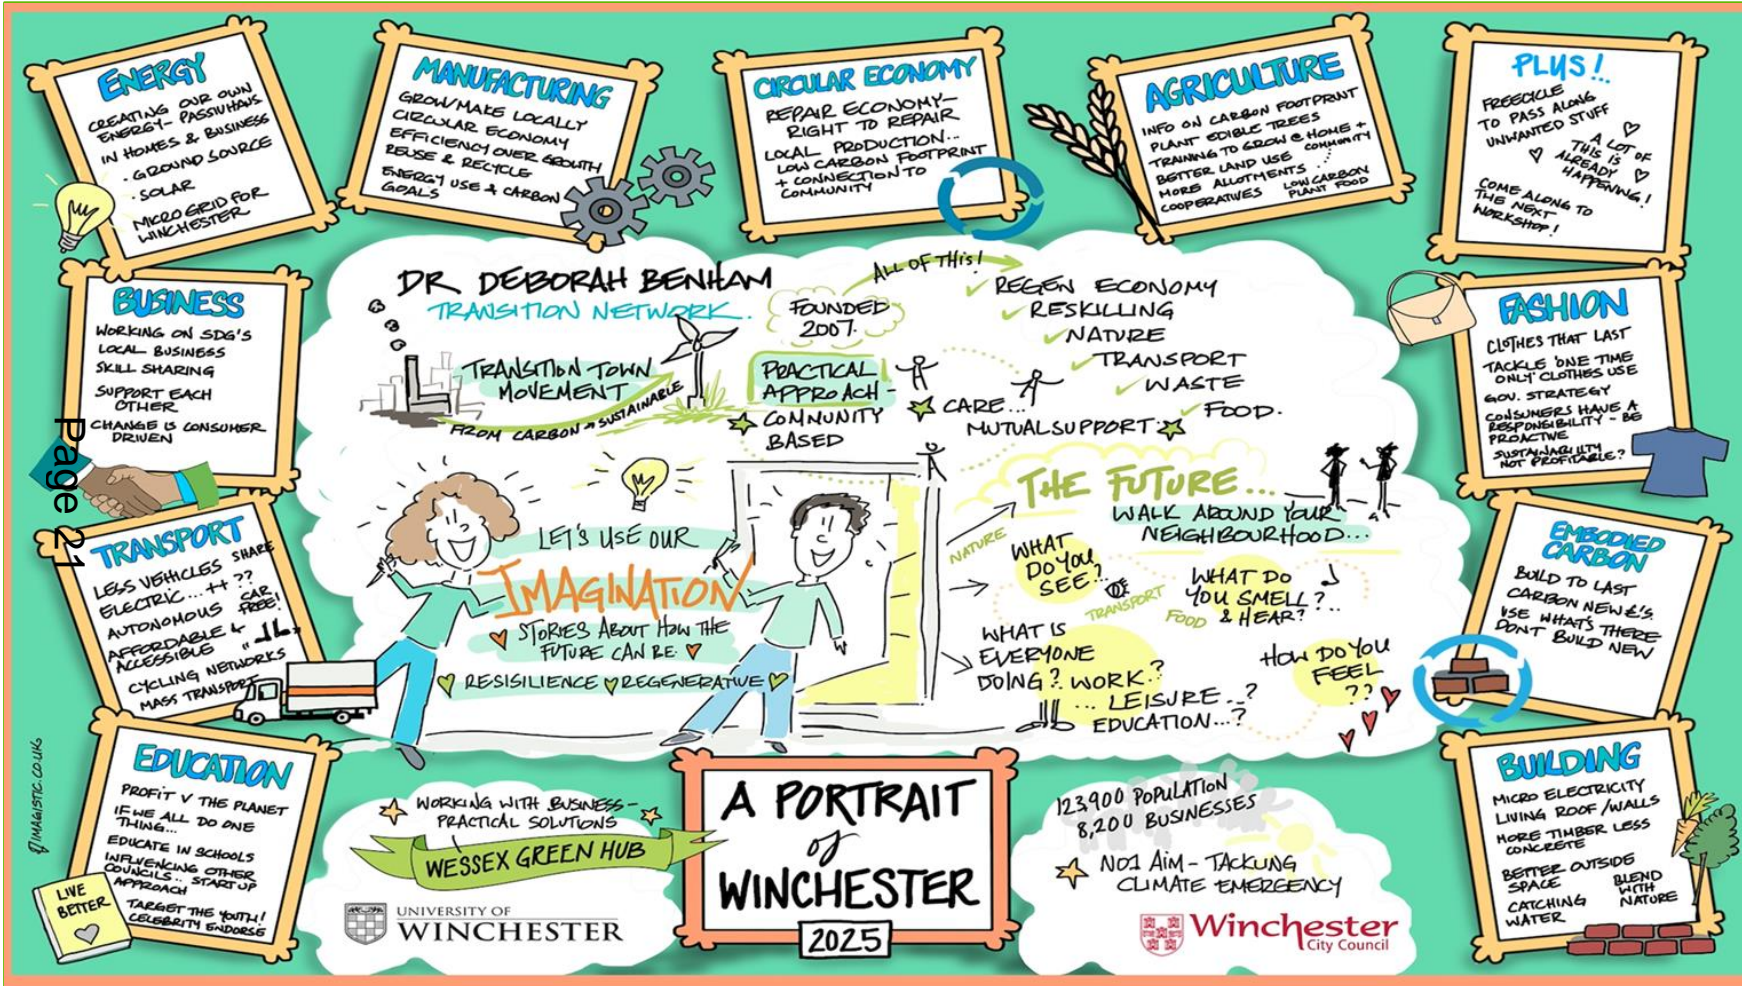 ENERGY
CREATING OUR OWN
ENERGY - PASSIVHAUS
IN HOMES & BUSINESS
· GROUND SOURCE
· SOLAR
MICRO GRID FOR
WINCHESTER
MANUFACTURING
GROW/MAKE LOCALLY
CIRCULAR ECONOMY
EFFICIENCY OVER GROWTH
REUSE & RECYCLE
ENERGY USE & CARBON
GOALS
CIRCULAR ECONOMY
REPAIR ECONOMY -
RIGHT TO REPAIR
LOCAL PRODUCTION...
LOW CARBON FOOTPRINT
+ CONNECTION TO
COMMUNITY
AGRICULTURE
INFO ON CARBON FOOTPRINT
PLANT EDIBLE TREES
TRAINING TO GROW @ HOME +
COMMUNITY
BETTER LAND USE
MORE ALLOTMENTS
COOPERATIVES
LOW CARBON
PLANT FOOD
PLUS!..
FREECYCLE
TO PASS ALONG
UNWANTED STUFF
A LOT OF
THIS IS
ALREADY
HAPPENING!
COME ALONG TO
THE NEXT
WORKSHOP!
BUSINESS
WORKING ON SDG'S
LOCAL BUSINESS
SKILL SHARING
SUPPORT EACH
OTHER
CHANGE IS CONSUMER
DRIVEN
Page 21
TRANSPORT
LESS VEHICLES SHARE
ELECTRIC... ++ ??
AUTONOMOUS
CAR
FREE!
AFFORDABLE &
ACCESSIBLE "
CYCLING NETWORKS
MASS TRANSPORT
EDUCATION
PROFIT V THE PLANET
IF WE ALL DO ONE
THING...
EDUCATE IN SCHOOLS
INFLUENCING OTHER
COUNCILS.. START UP
APPROACH
TARGET THE YOUTH!
CELEBRITY ENDORSE
LIVE
BETTER
IMAGISTIC.CO.UK
DR DEBORAH BENHAM
TRANSITION NETWORK.
TRANSITION TOWN
MOVEMENT
FROM CARBON → SUSTAINABLE
FOUNDED
2007.
ALL OF THIS!
PRACTICAL
APPROACH -
COMMUNITY
BASED
REGEN ECONOMY
RESKILLING
NATURE
TRANSPORT
WASTE
FOOD.
CARE...
MUTUAL SUPPORT
LET'S USE OUR
IMAGINATION
STORIES ABOUT HOW THE
FUTURE CAN BE
RESISILIENCE
REGENERATIVE
THE FUTURE...
WALK AROUND YOUR
NEIGHBOURHOOD...
NATURE
WHAT
DO YOU
SEE?
TRANSPORT
FOOD
WHAT DO
YOU SMELL?
& HEAR?
WHAT IS
EVERYONE
DOING? WORK?
... LEISURE..?
EDUCATION...?
HOW DO YOU
FEEL
??
FASHION
CLOTHES THAT LAST
TACKLE 'ONE TIME
ONLY' CLOTHES USE
GOV. STRATEGY
CONSUMERS HAVE A
RESPONSIBILITY - BE
PROACTIVE
SUSTAINABILITY
NOT PROFITABLE?
EMBODIED
CARBON
BUILD TO LAST
CARBON NEW £'S.
USE WHAT'S THERE
DON'T BUILD NEW
BUILDING
MICRO ELECTRICITY
LIVING ROOF/WALLS
MORE TIMBER LESS
CONCRETE
BETTER OUTSIDE
SPACE
CATCHING
WATER
BLEND
WITH
NATURE
WORKING WITH BUSINESS -
PRACTICAL SOLUTIONS
WESSEX GREEN HUB
UNIVERSITY OF
WINCHESTER
A PORTRAIT
of
WINCHESTER
2025
123,900 POPULATION
8,200 BUSINESSES
NO1 AIM - TACKLING
CLIMATE EMERGENCY
Winchester
City Council